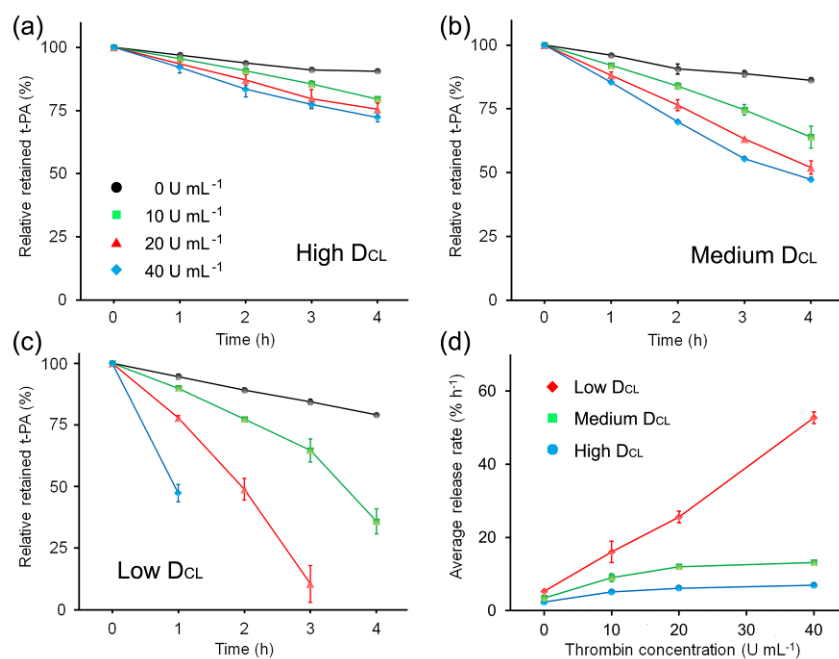 (a)
Relative retained t-PA (%)
100
75
50
25
0
0 U mL⁻¹
10 U mL⁻¹
20 U mL⁻¹
40 U mL⁻¹
High DCL
0 1 2 3 4
Time (h)
(b)
Relative retained t-PA (%)
100
75
50
25
0
Medium DCL
0 1 2 3 4
Time (h)
(c)
Relative retained t-PA (%)
100
75
50
25
0
Low DCL
0 1 2 3 4
Time (h)
(d)
Average release rate (% h⁻¹)
60
40
20
0
Low DCL
Medium DCL
High DCL
0 10 20 30 40
Thrombin concentration (U mL⁻¹)